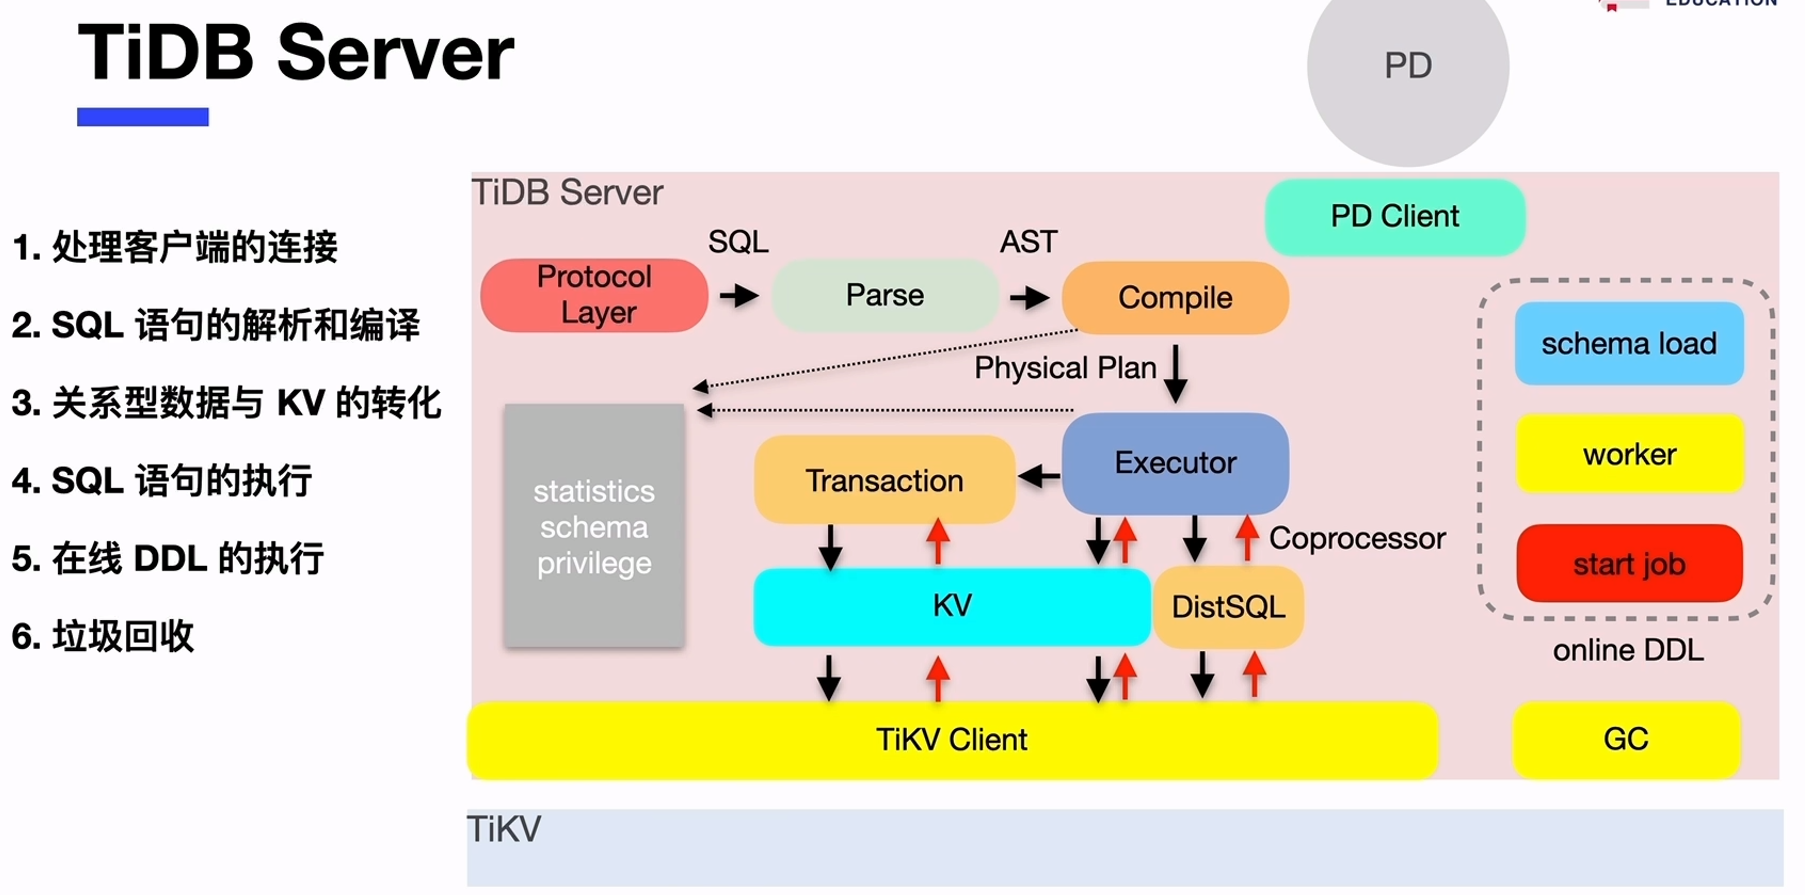 EDUCATION
TiDB Server
PD
TiDB Server
PD Client
SQL
AST
Protocol
Layer
Parse
Compile
Physical Plan
schema load
worker
start job
online DDL
statistics
schema
privilege
Transaction
Executor
Coprocessor
KV
DistSQL
TiKV Client
GC
TiKV
1. 处理客户端的连接
2. SQL 语句的解析和编译
3. 关系型数据与 KV 的转化
4. SQL 语句的执行
5. 在线 DDL 的执行
6. 垃圾回收